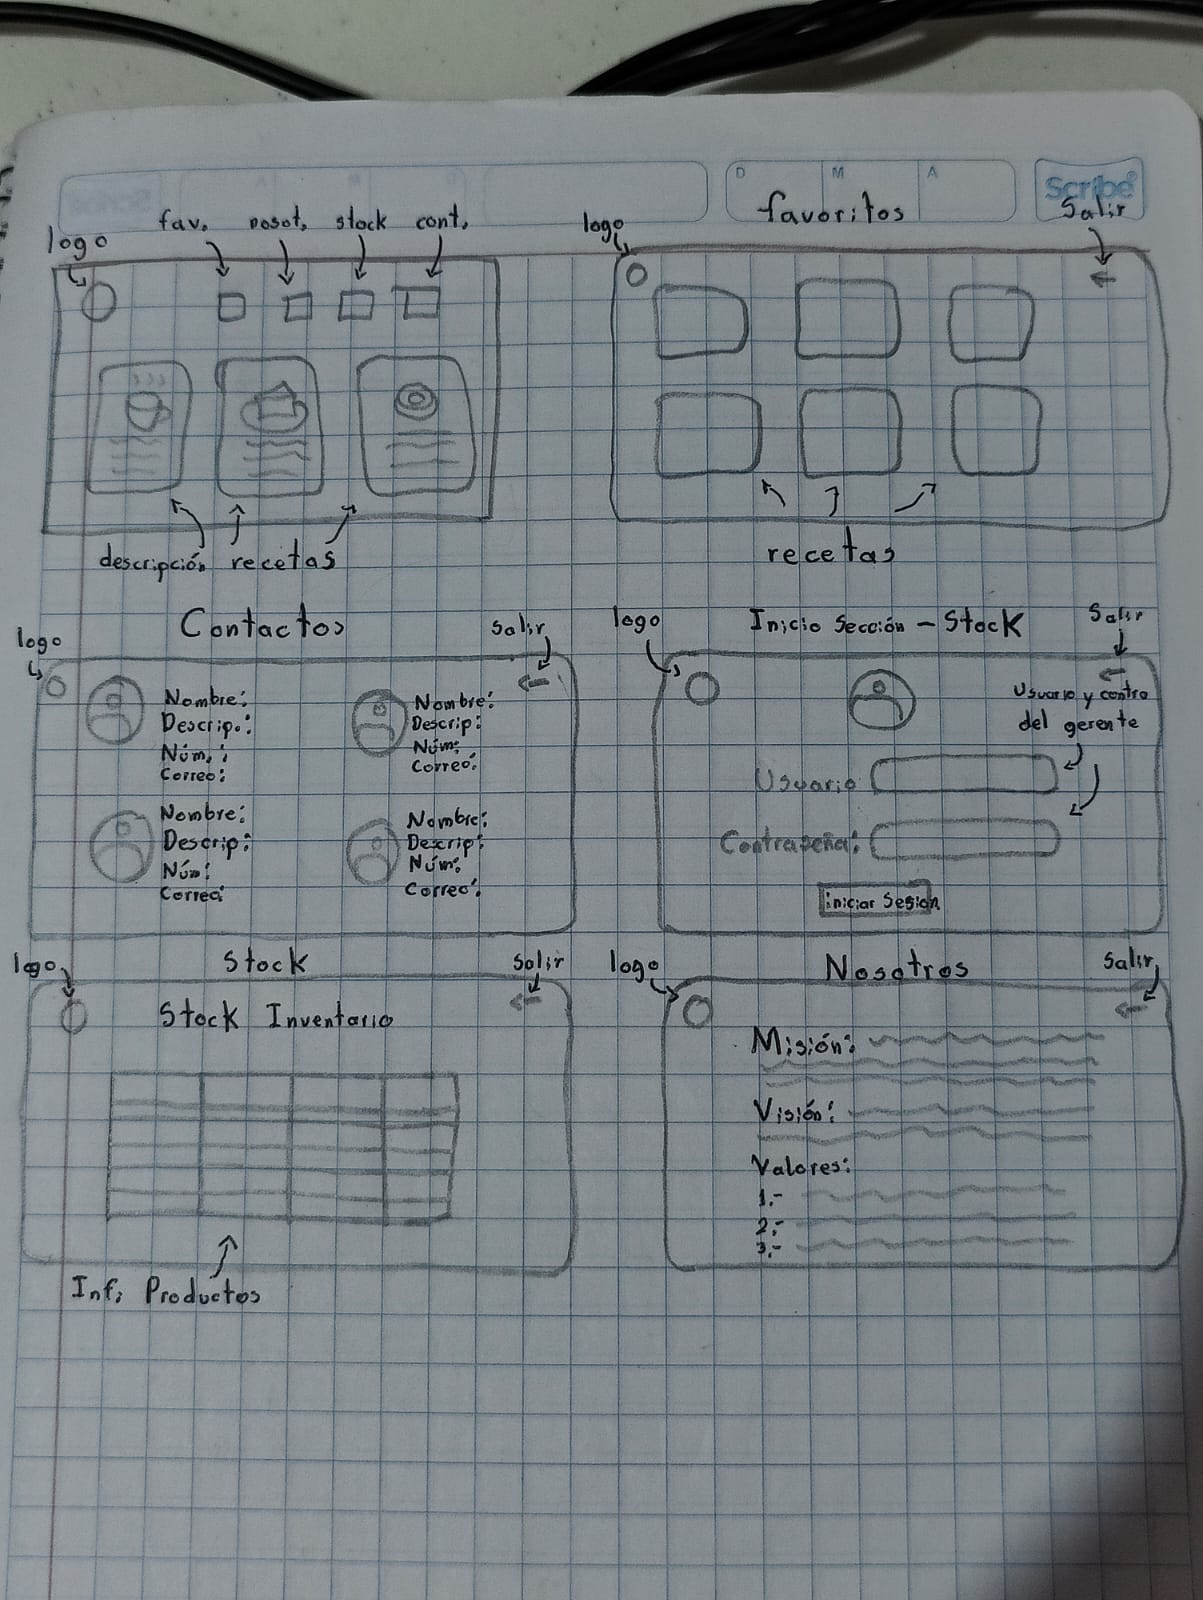 D M A
Scribe
logo fav. nosot. stock cont.
descripción recetas
logo favoritos Salir
recetas
logo Contactos Salir
Nombre:
Descrip.:
Núm.:
Correo:
Nombre:
Descrip:
Núm:
Correo:
Nombre:
Descrip:
Núm:
Correo:
Nombre:
Descrip:
Núm:
Correo:
logo Inicio Sección - Stock Salir
Usuario y contra
del gerente
Usuario
Contraseña:
iniciar Sesion
logo Stock Salir
Stock Inventario
Inf. Productos
logo Nosotros Salir
Misión:
Visión:
Valores:
1.-
2.-
3.-